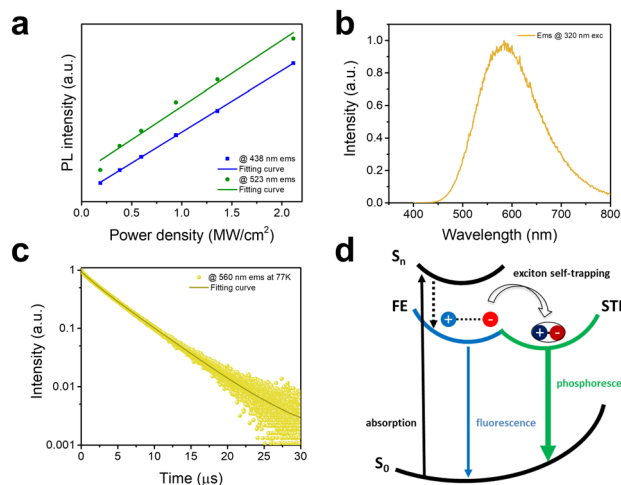 a
PL intensity (a.u.)
@ 438 nm ems
Fitting curve
@ 523 nm ems
Fitting curve
0.0 0.5 1.0 1.5 2.0
Power density (MW/cm²)
b
Intensity (a.u.)
1.0
0.8
0.6
0.4
0.2
0.0
Ems @ 320 nm exc
400 500 600 700 800
Wavelength (nm)
c
Intensity (a.u.)
1
0.1
0.01
0.001
@ 560 nm ems at 77K
Fitting curve
0 5 10 15 20 25 30
Time (μs)
d
Sn
exciton self-trapping
FE
STE
+ -
+ -
absorption
fluorescence
phosphoresce
S0